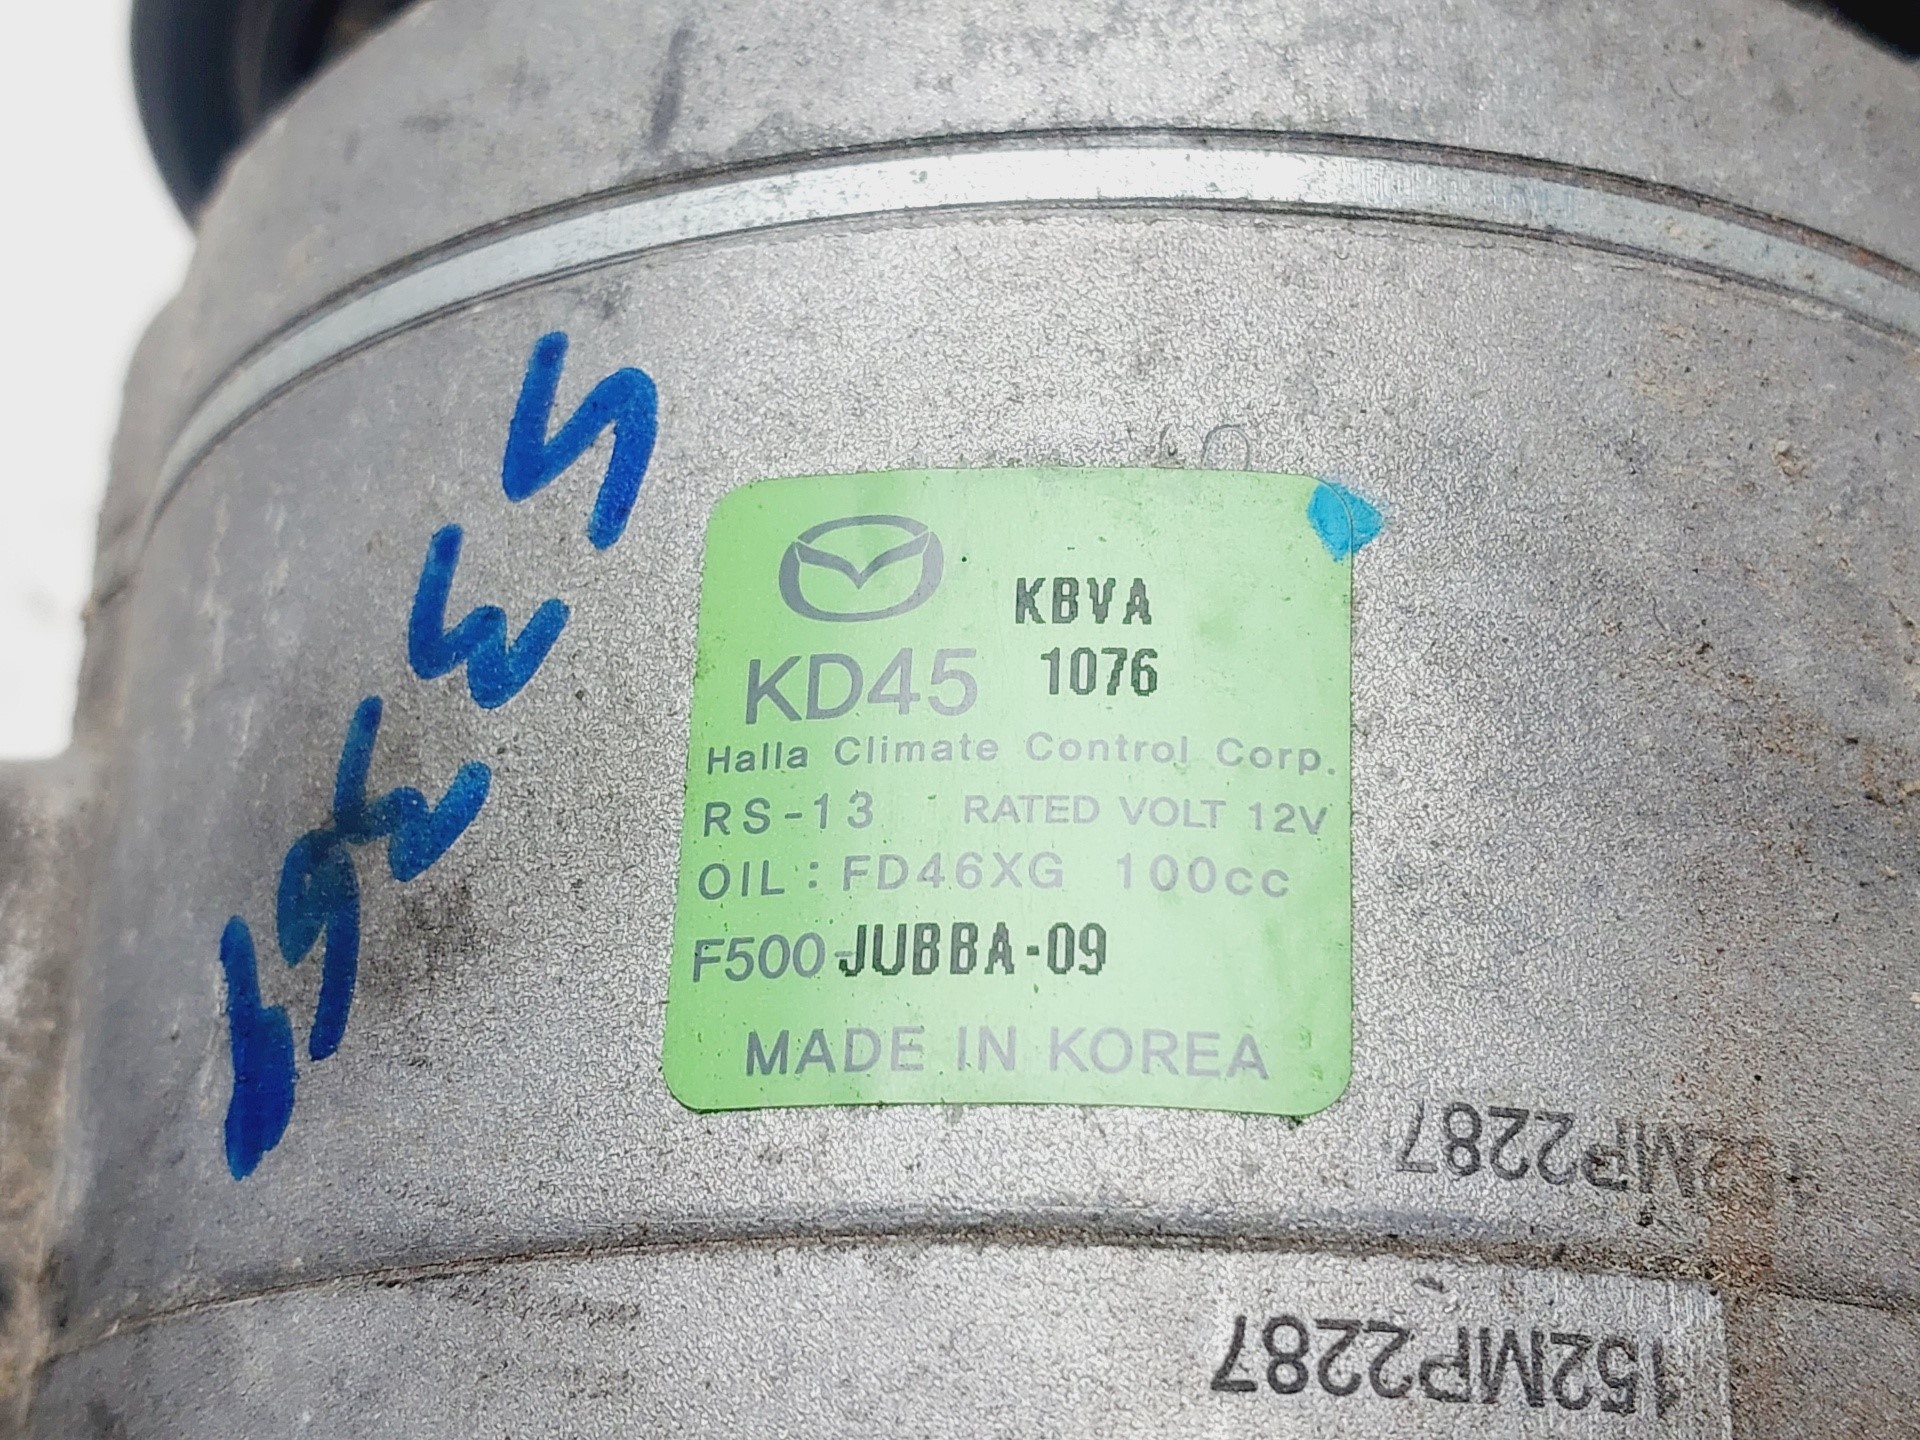 KBVA
KD45 1076
Halla Climate Control Corp.
RS-13 RATED VOLT 12V
OIL : FD46XG 100cc
F500-JUBBA-09
MADE IN KOREA
2MP2287
152MP2287